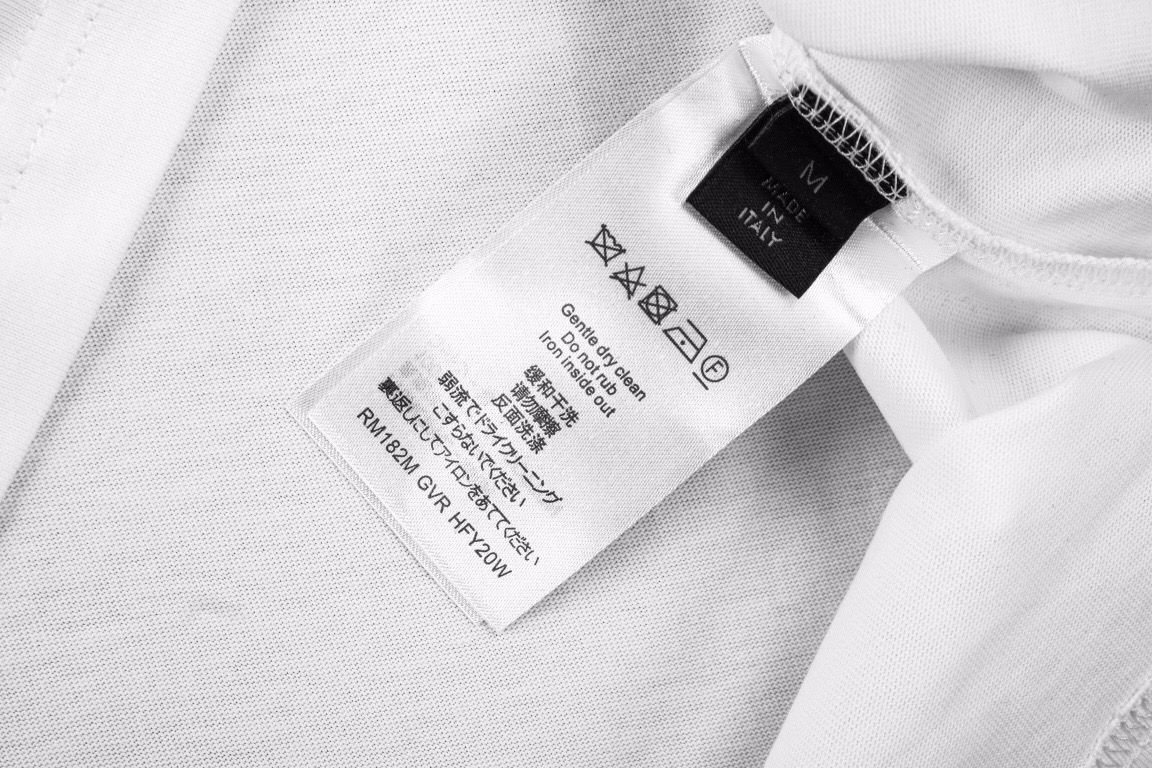 M
MADE
IN
ITALY
F
Gentle dry clean
Do not rub
Iron inside out
缓和干洗
请勿摩擦
反面洗涤
弱流でドライクリーニング
こすらないでください
裏返しにしてアイロンをあててください
RM182M GVR HFY20W